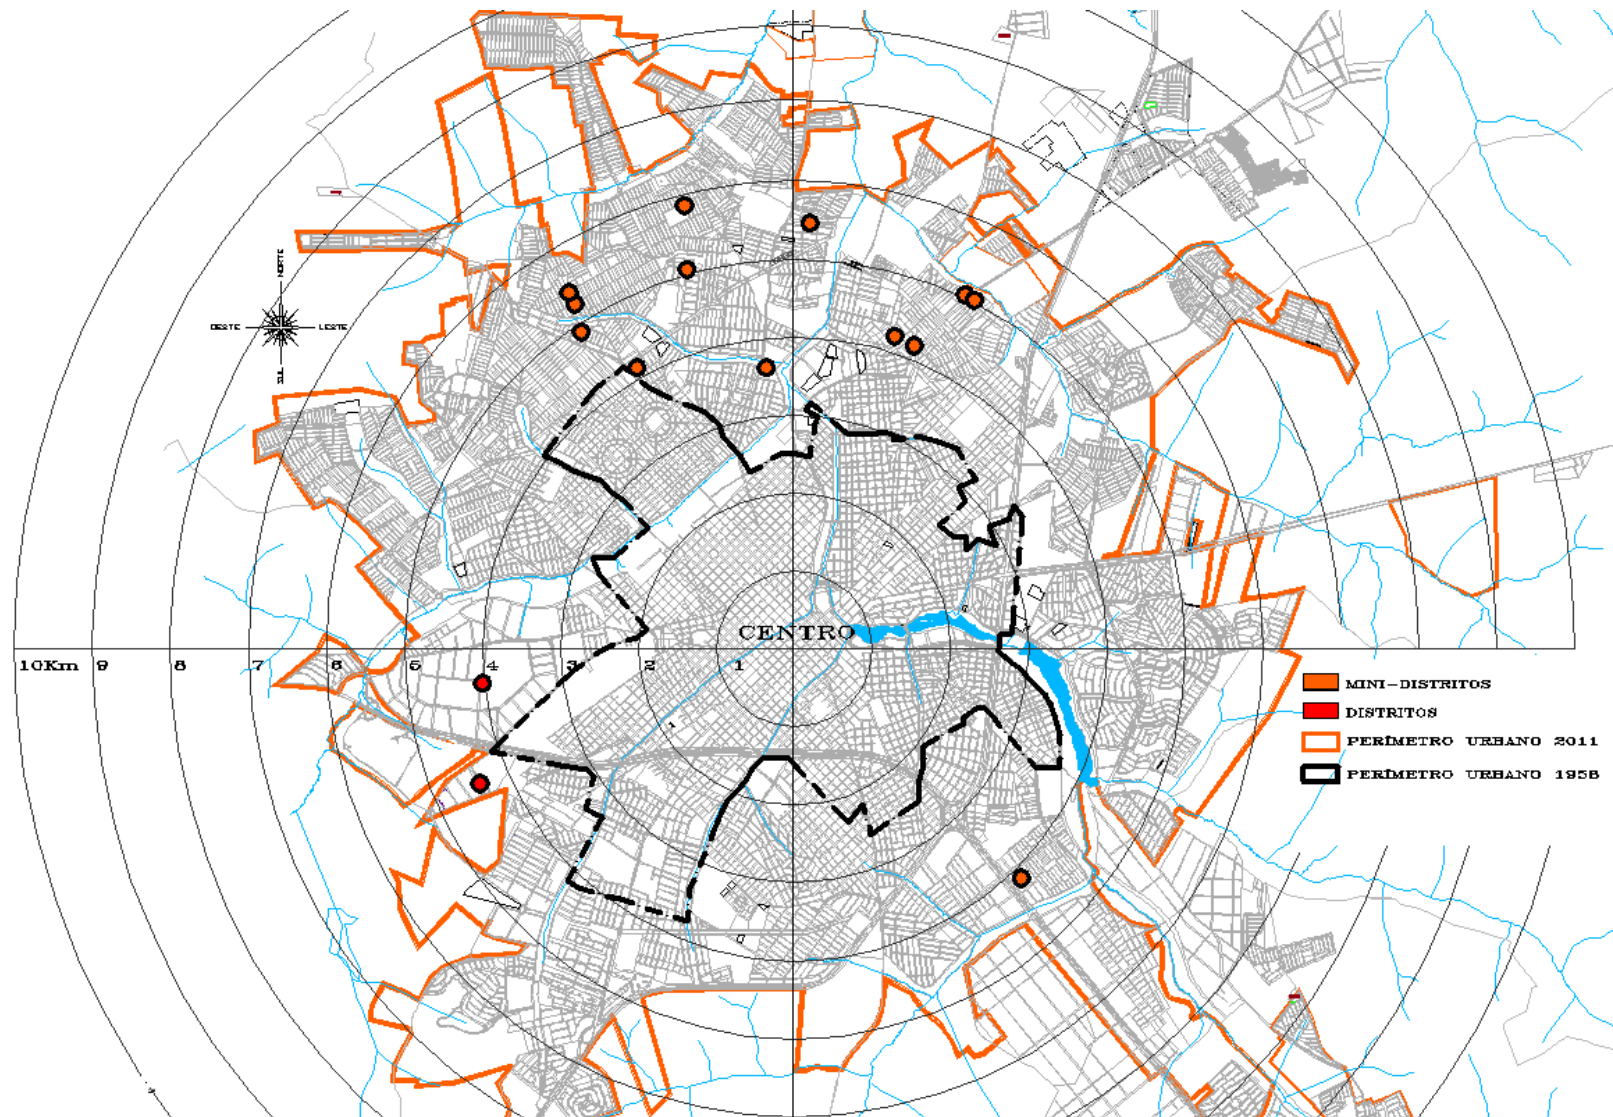 NORTE
OESTE
LESTE
SUL
CENTRO
10Km 9 8 7 6 5 4 3 2 1
MINI-DISTRITOS
DISTRITOS
PERÍMETRO URBANO 2011
PERÍMETRO URBANO 1958